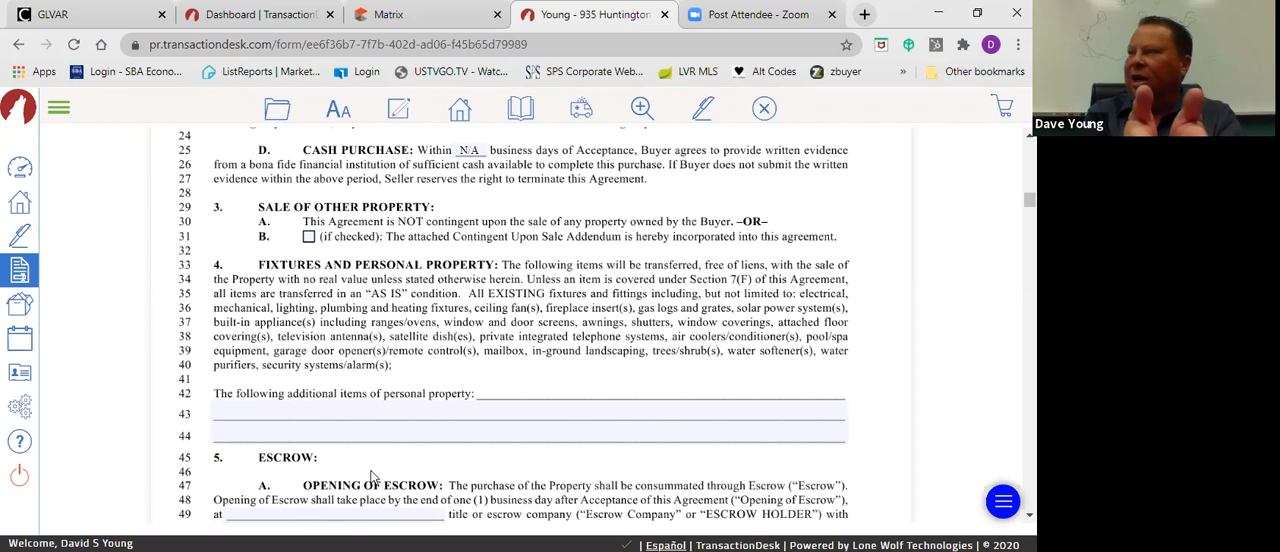 GLVAR
Dashboard | Transaction
Matrix
Young - 935 Huntington
Post Attendee - Zoom
pr.transactiondesk.com/form/ee6f36b7-7f7b-402d-ad06-f45b65d79989
Apps
Login - SBA Econo...
ListReports | Market...
Login
USTVGO.TV - Watc...
SPS Corporate Web...
LVR MLS
Alt Codes
zbuyer
»
Other bookmarks
Dave Young
24
25 D. CASH PURCHASE: Within N/A business days of Acceptance, Buyer agrees to provide written evidence
26 from a bona fide financial institution of sufficient cash available to complete this purchase. If Buyer does not submit the written
27 evidence within the above period, Seller reserves the right to terminate this Agreement.
28
29 3. SALE OF OTHER PROPERTY:
30 A. This Agreement is NOT contingent upon the sale of any property owned by the Buyer. –OR–
31 B. (if checked): The attached Contingent Upon Sale Addendum is hereby incorporated into this agreement.
32
33 4. FIXTURES AND PERSONAL PROPERTY: The following items will be transferred, free of liens, with the sale of
34 the Property with no real value unless stated otherwise herein. Unless an item is covered under Section 7(F) of this Agreement,
35 all items are transferred in an “AS IS” condition. All EXISTING fixtures and fittings including, but not limited to: electrical,
36 mechanical, lighting, plumbing and heating fixtures, ceiling fan(s), fireplace insert(s), gas logs and grates, solar power system(s),
37 built-in appliance(s) including ranges/ovens, window and door screens, awnings, shutters, window coverings, attached floor
38 covering(s), television antenna(s), satellite dish(es), private integrated telephone systems, air coolers/conditioner(s), pool/spa
39 equipment, garage door opener(s)/remote control(s), mailbox, in-ground landscaping, trees/shrub(s), water softener(s), water
40 purifiers, security systems/alarm(s);
41
42 The following additional items of personal property:
43
44
45 5. ESCROW:
46
47 A. OPENING OF ESCROW: The purchase of the Property shall be consummated through Escrow (“Escrow”).
48 Opening of Escrow shall take place by the end of one (1) business day after Acceptance of this Agreement (“Opening of Escrow”),
49 at title or escrow company (“Escrow Company” or “ESCROW HOLDER”) with
Welcome, David S Young
Español | TransactionDesk | Powered by Lone Wolf Technologies | © 2020